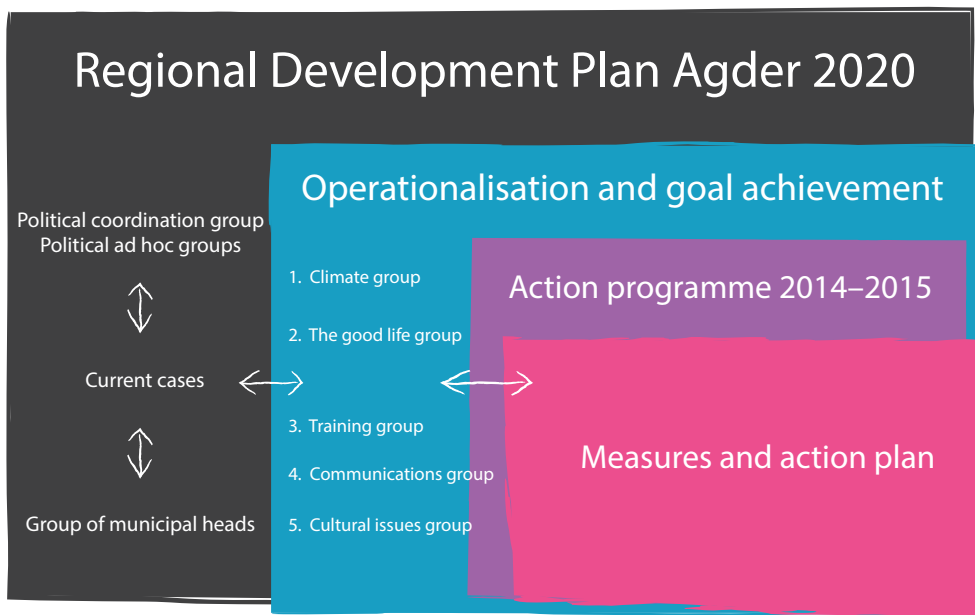 Regional Development Plan Agder 2020
Political coordination group
Political ad hoc groups
Current cases
Group of municipal heads
Operationalisation and goal achievement
1. Climate group
2. The good life group
3. Training group
4. Communications group
5. Cultural issues group
Action programme 2014–2015
Measures and action plan